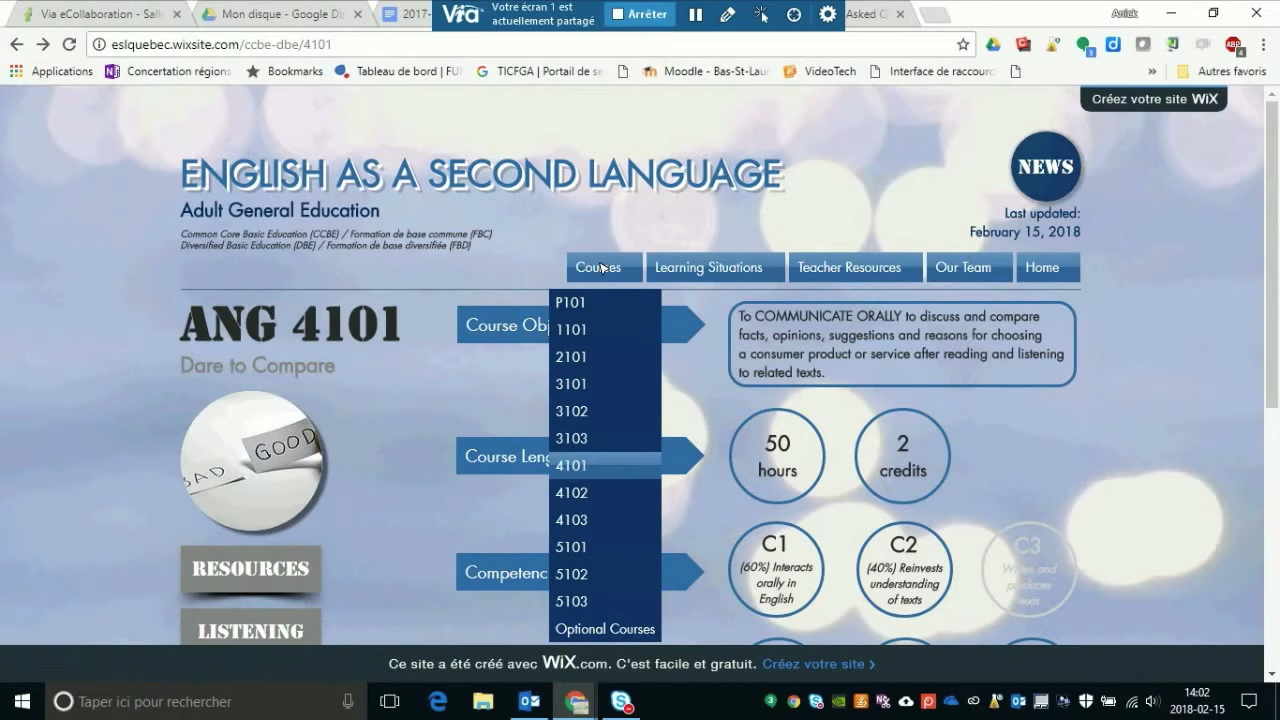 Via eCollaboration - Salle
Mon disque - Google Di
2017-
Via
Votre écran 1 est
actuellement partagé
Arrêter
Asked Q
Anick
eslquebec.wixsite.com/ccbe-dbe/4101
Applications
Concertation régions
Bookmarks
Tableau de bord | FU
TICFGA | Portail de se
Moodle - Bas-St-Lau
VideoTech
Interface de raccourc
»
Autres favoris
Créez votre site WiX
ENGLISH AS A SECOND LANGUAGE
NEWS
Adult General Education
Last updated:
February 15, 2018
Common Core Basic Education (CCBE) / Formation de base commune (FBC)
Diversified Basic Education (DBE) / Formation de base diversifiée (FBD)
Courses
Learning Situations
Teacher Resources
Our Team
Home
ANG 4101
Dare to Compare
BAD
GOOD
RESOURCES
LISTENING
Course Obj
Course Leng
Competenc
P101
1101
2101
3101
3102
3103
4101
4102
4103
5101
5102
5103
Optional Courses
To COMMUNICATE ORALLY to discuss and compare
facts, opinions, suggestions and reasons for choosing
a consumer product or service after reading and listening
to related texts.
50
hours
2
credits
C1
(60%) Interacts
orally in
English
C2
(40%) Reinvests
understanding
of texts
C3
Writes and
produces
texts
Ce site a été créé avec WiX.com. C'est facile et gratuit. Créez votre site >
Taper ici pour rechercher
14:02
2018-02-15